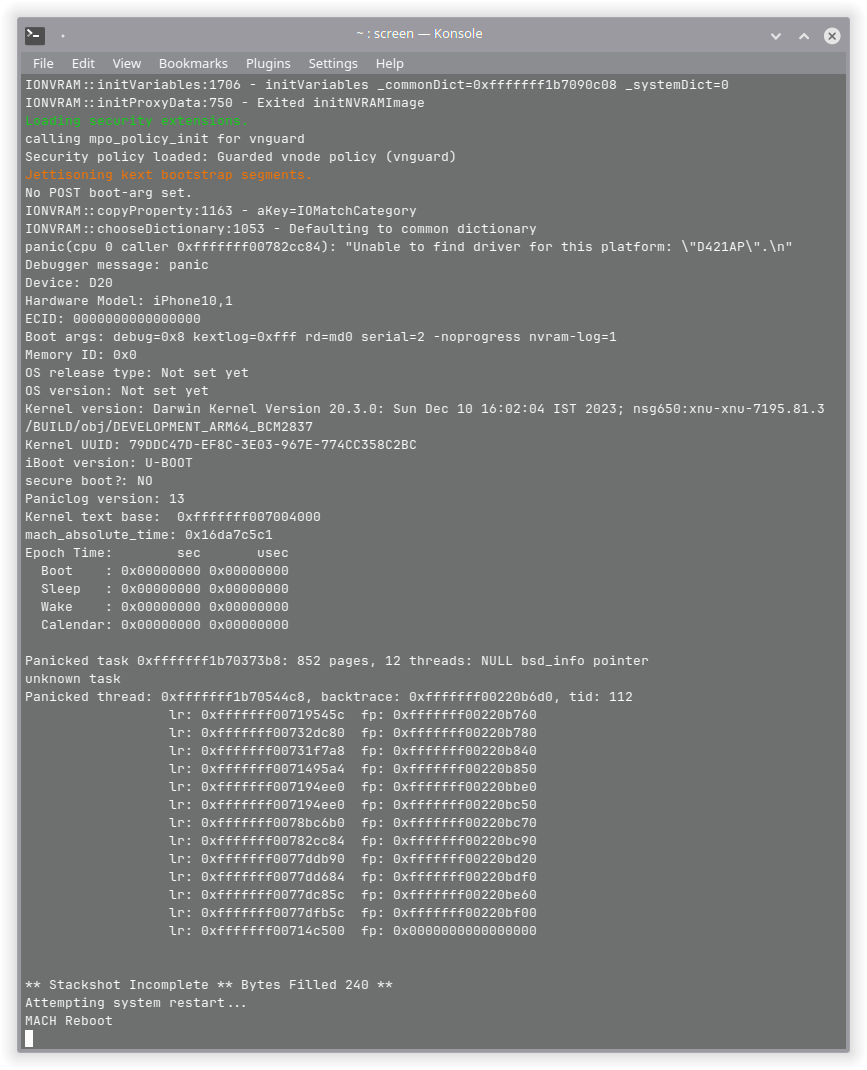 ~ : screen — Konsole
File Edit View Bookmarks Plugins Settings Help
IONVRAM::initVariables:1706 - initVariables _commonDict=0xfffffff1b7090c08 _systemDict=0
IONVRAM::initProxyData:750 - Exited initNVRAMImage
Loading security extensions.
calling mpo_policy_init for vnguard
Security policy loaded: Guarded vnode policy (vnguard)
Jettisoning kext bootstrap segments.
No POST boot-arg set.
IONVRAM::copyProperty:1163 - aKey=IOMatchCategory
IONVRAM::chooseDictionary:1053 - Defaulting to common dictionary
panic(cpu 0 caller 0xfffffff00782cc84): "Unable to find driver for this platform: \"D421AP\".\n"
Debugger message: panic
Device: D20
Hardware Model: iPhone10,1
ECID: 0000000000000000
Boot args: debug=0x8 kextlog=0xfff rd=md0 serial=2 -noprogress nvram-log=1
Memory ID: 0x0
OS release type: Not set yet
OS version: Not set yet
Kernel version: Darwin Kernel Version 20.3.0: Sun Dec 10 16:02:04 IST 2023; nsg650:xnu-xnu-7195.81.3
/BUILD/obj/DEVELOPMENT_ARM64_BCM2837
Kernel UUID: 79DDC47D-EF8C-3E03-967E-774CC358C2BC
iBoot version: U-BOOT
secure boot?: NO
Paniclog version: 13
Kernel text base:  0xfffffff007004000
mach_absolute_time: 0x16da7c5c1
Epoch Time:        sec       usec
  Boot    : 0x00000000 0x00000000
  Sleep   : 0x00000000 0x00000000
  Wake    : 0x00000000 0x00000000
  Calendar: 0x00000000 0x00000000
Panicked task 0xfffffff1b70373b8: 852 pages, 12 threads: NULL bsd_info pointer
unknown task
Panicked thread: 0xfffffff1b70544c8, backtrace: 0xfffffff00220b6d0, tid: 112
lr: 0xfffffff00719545c  fp: 0xfffffff00220b760
lr: 0xfffffff00732dc80  fp: 0xfffffff00220b780
lr: 0xfffffff00731f7a8  fp: 0xfffffff00220b840
lr: 0xfffffff0071495a4  fp: 0xfffffff00220b850
lr: 0xfffffff007194ee0  fp: 0xfffffff00220bbe0
lr: 0xfffffff007194ee0  fp: 0xfffffff00220bc50
lr: 0xfffffff0078bc6b0  fp: 0xfffffff00220bc70
lr: 0xfffffff00782cc84  fp: 0xfffffff00220bc90
lr: 0xfffffff0077ddb90  fp: 0xfffffff00220bd20
lr: 0xfffffff0077dd684  fp: 0xfffffff00220bdf0
lr: 0xfffffff0077dc85c  fp: 0xfffffff00220be60
lr: 0xfffffff0077dfb5c  fp: 0xfffffff00220bf00
lr: 0xfffffff00714c500  fp: 0x0000000000000000
** Stackshot Incomplete ** Bytes Filled 240 **
Attempting system restart...
MACH Reboot